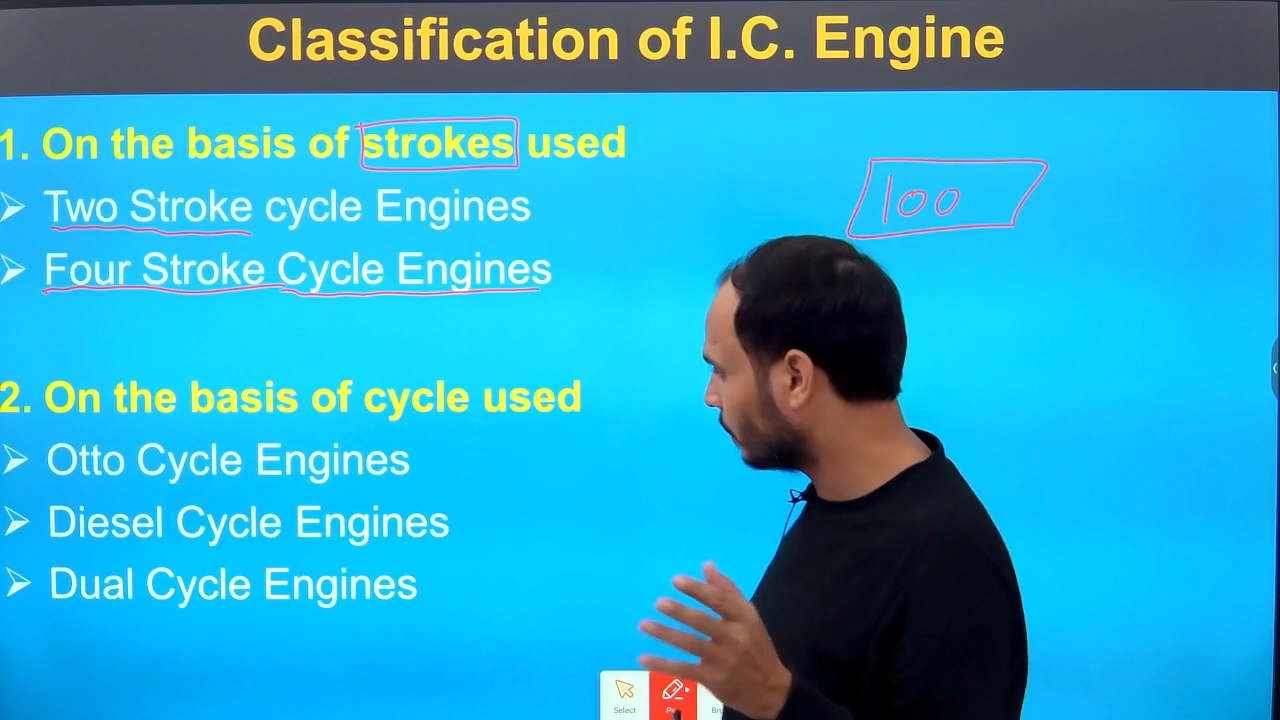 Classification of I.C. Engine
1. On the basis of strokes used
100
➢ Two Stroke cycle Engines
➢ Four Stroke Cycle Engines
2. On the basis of cycle used
➢ Otto Cycle Engines
➢ Diesel Cycle Engines
➢ Dual Cycle Engines
Select